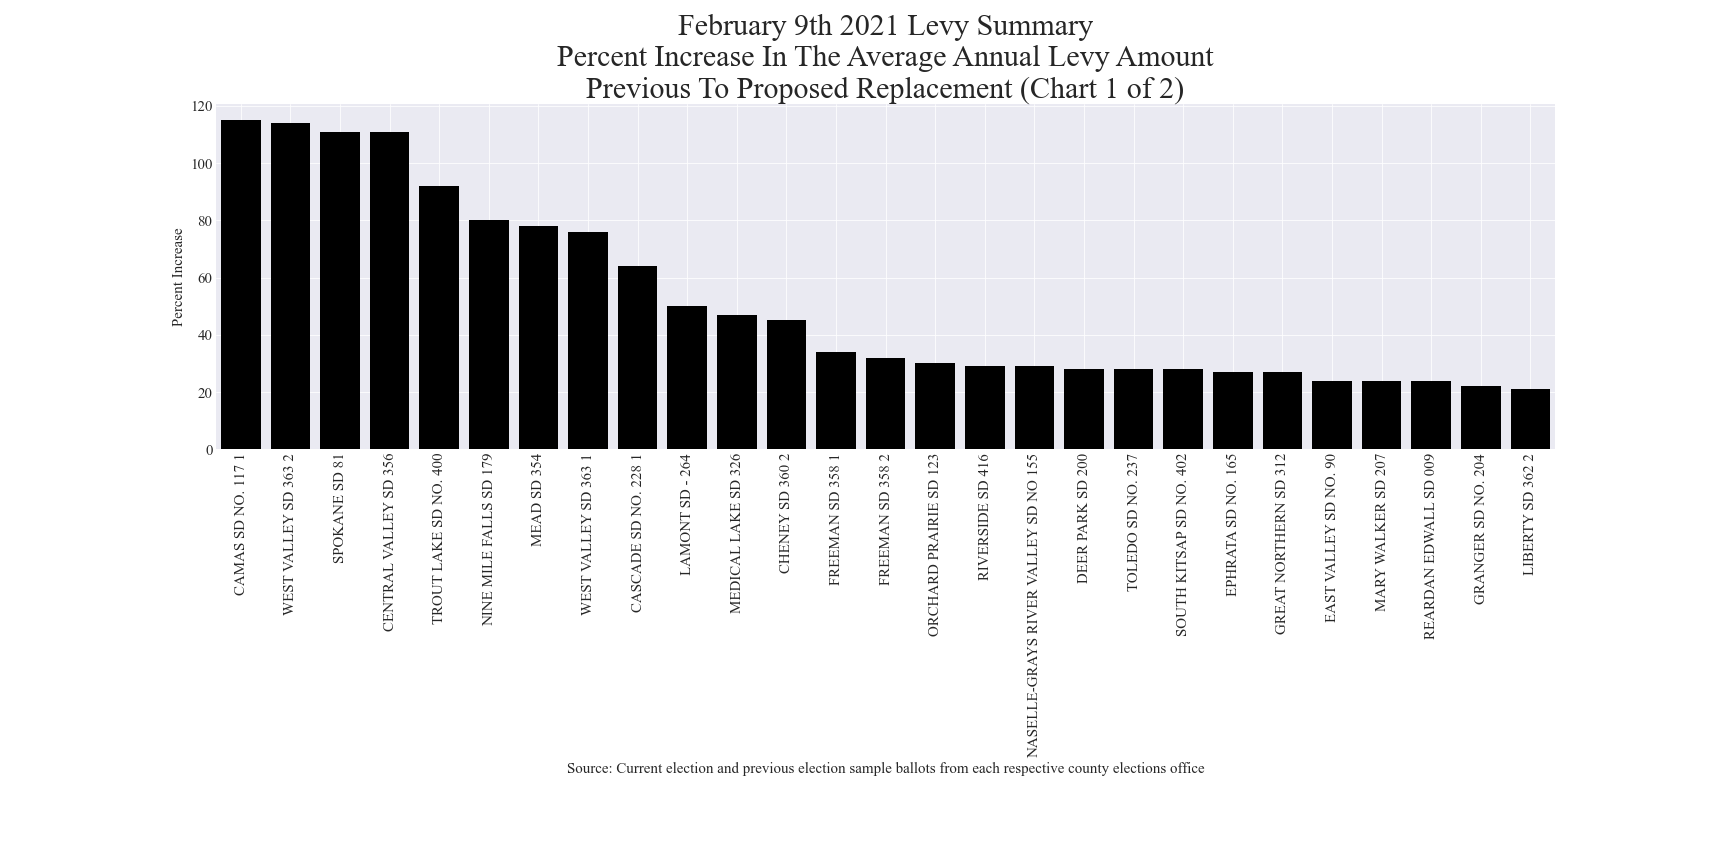 February 9th 2021 Levy Summary
Percent Increase In The Average Annual Levy Amount
Previous To Proposed Replacement (Chart 1 of 2)
120
100
80
60
40
20
0
Percent Increase
CAMAS SD NO. 117 1
WEST VALLEY SD 363 2
SPOKANE SD 81
CENTRAL VALLEY SD 356
TROUT LAKE SD NO. 400
NINE MILE FALLS SD 179
MEAD SD 354
WEST VALLEY SD 363 1
CASCADE SD NO. 228 1
LAMONT SD - 264
MEDICAL LAKE SD 326
CHENEY SD 360 2
FREEMAN SD 358 1
FREEMAN SD 358 2
ORCHARD PRAIRIE SD 123
RIVERSIDE SD 416
NASELLE-GRAYS RIVER VALLEY SD NO 155
DEER PARK SD 200
TOLEDO SD NO. 237
SOUTH KITSAP SD NO. 402
EPHRATA SD NO. 165
GREAT NORTHERN SD 312
EAST VALLEY SD NO. 90
MARY WALKER SD 207
REARDAN EDWALL SD 009
GRANGER SD NO. 204
LIBERTY SD 362 2
Source: Current election and previous election sample ballots from each respective county elections office